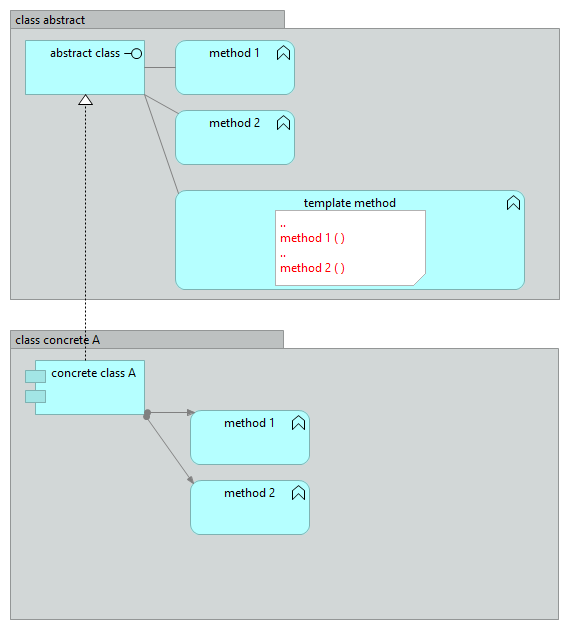 class abstract
abstract class
method 1
method 2
template method
..
method 1 ( )
..
method 2 ( )
class concrete A
concrete class A
method 1
method 2